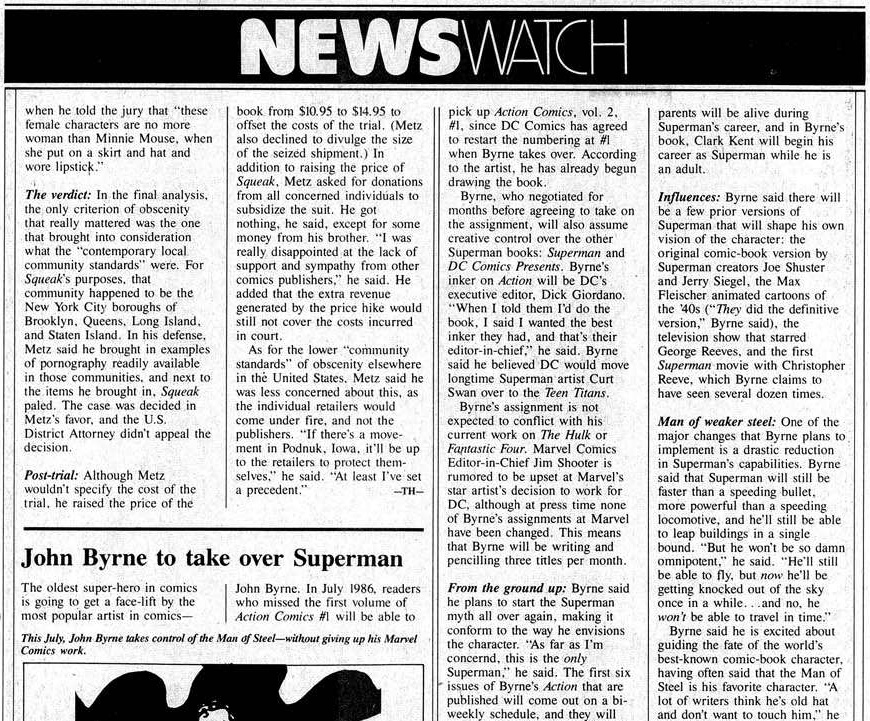 NEWSWATCH
when he told the jury that "these
female characters are no more
woman than Minnie Mouse, when
she put on a skirt and hat and
wore lipstick."
The verdict: In the final analysis,
the only criterion of obscenity
that really mattered was the one
that brought into consideration
what the "contemporary local
community standards" were. For
Squeak's purposes, that
community happened to be the
New York City boroughs of
Brooklyn, Queens, Long Island,
and Staten Island. In his defense,
Metz said he brought in examples
of pornography readily available
in those communities, and next to
the items he brought in, Squeak
paled. The case was decided in
Metz's favor, and the U.S.
District Attorney didn't appeal the
decision.
Post-trial: Although Metz
wouldn't specify the cost of the
trial, he raised the price of the
book from $10.95 to $14.95 to
offset the costs of the trial. (Metz
also declined to divulge the size
of the seized shipment.) In
addition to raising the price of
Squeak, Metz asked for donations
from all concerned individuals to
subsidize the suit. He got
nothing, he said, except for some
money from his brother. "I was
really disappointed at the lack of
support and sympathy from other
comics publishers," he said. He
added that the extra revenue
generated by the price hike would
still not cover the costs incurred
in court.
As for the lower "community
standards" of obscenity elsewhere
in the United States, Metz said he
was less concerned about this, as
the individual retailers would
come under fire, and not the
publishers. "If there's a move-
ment in Podnuk, Iowa, it'll be up
to the retailers to protect them-
selves," he said. "At least I've set
a precedent." —TH—
John Byrne to take over Superman
The oldest super-hero in comics
is going to get a face-lift by the
most popular artist in comics—
John Byrne. In July 1986, readers
who missed the first volume of
Action Comics #1 will be able to
This July, John Byrne takes control of the Man of Steel—without giving up his Marvel
Comics work.
pick up Action Comics, vol. 2,
#1, since DC Comics has agreed
to restart the numbering at #1
when Byrne takes over. According
to the artist, he has already begun
drawing the book.
Byrne, who negotiated for
months before agreeing to take on
the assignment, will also assume
creative control over the other
Superman books: Superman and
DC Comics Presents. Byrne's
inker on Action will be DC's
executive editor, Dick Giordano.
"When I told them I'd do the
book, I said I wanted the best
inker they had, and that's their
editor-in-chief," he said. Byrne
said he believed DC would move
longtime Superman artist Curt
Swan over to the Teen Titans.
Byrne's assignment is not
expected to conflict with his
current work on The Hulk or
Fantastic Four. Marvel Comics
Editor-in-Chief Jim Shooter is
rumored to be upset at Marvel's
star artist's decision to work for
DC, although at press time none
of Byrne's assignments at Marvel
have been changed. This means
that Byrne will be writing and
pencilling three titles per month.
From the ground up: Byrne said
he plans to start the Superman
myth all over again, making it
conform to the way he envisions
the character. "As far as I'm
concernd, this is the only
Superman," he said. The first six
issues of Byrne's Action that are
published will come out on a bi-
weekly schedule, and they will
parents will be alive during
Superman's career, and in Byrne's
book, Clark Kent will begin his
career as Superman while he is
an adult.
Influences: Byrne said there will
be a few prior versions of
Superman that will shape his own
vision of the character: the
original comic-book version by
Superman creators Joe Shuster
and Jerry Siegel, the Max
Fleischer animated cartoons of
the '40s ("They did the definitive
version," Byrne said), the
television show that starred
George Reeves, and the first
Superman movie with Christopher
Reeve, which Byrne claims to
have seen several dozen times.
Man of weaker steel: One of the
major changes that Byrne plans to
implement is a drastic reduction
in Superman's capabilities. Byrne
said that Superman will still be
faster than a speeding bullet,
more powerful than a speeding
locomotive, and he'll still be able
to leap buildings in a single
bound. "But he won't be so damn
omnipotent," he said. "He'll still
be able to fly, but now he'll be
getting knocked out of the sky
once in a while. . .and no, he
won't be able to travel in time."
Byrne said he is excited about
guiding the fate of the world's
best-known comic-book character,
having often said that the Man of
Steel is his favorite character. "A
lot of writers think he's old hat
and don't want to touch him," he